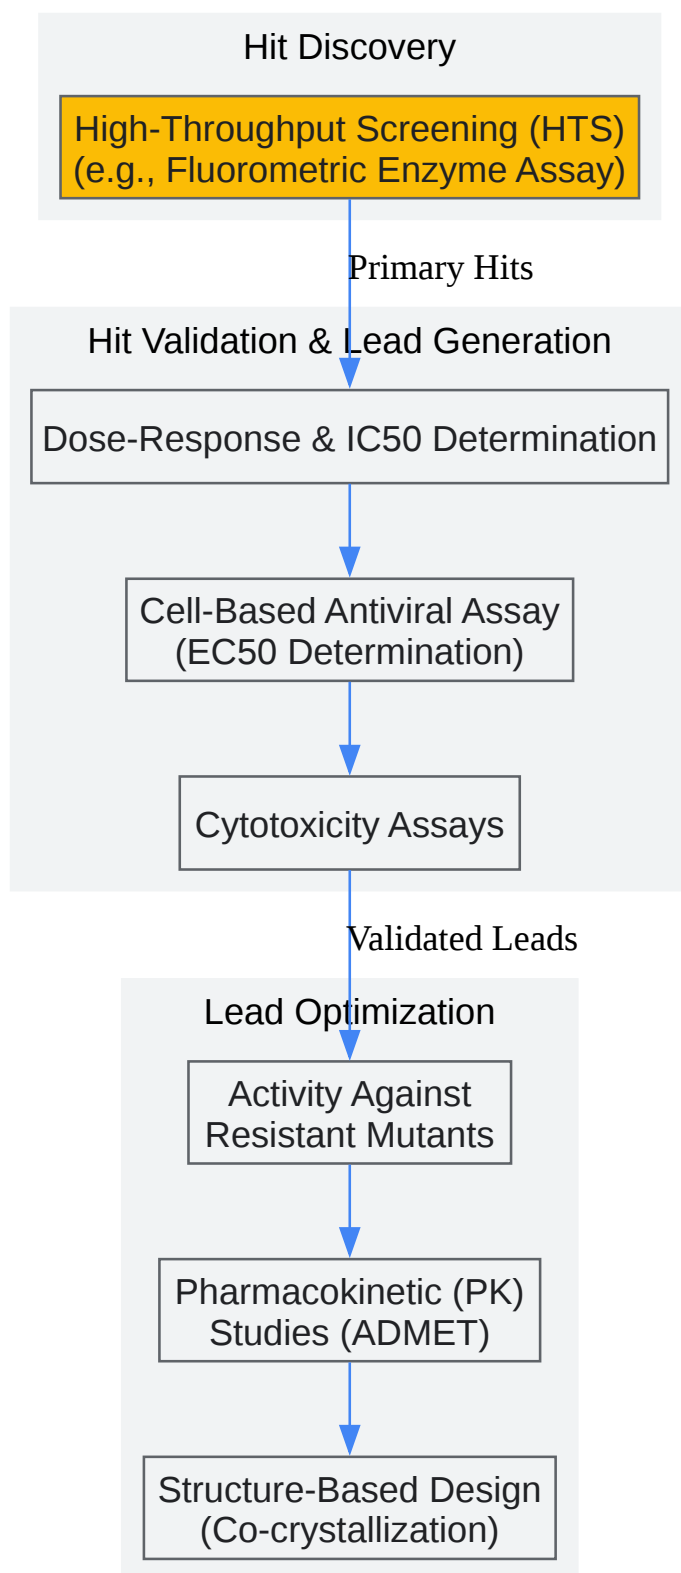 Hit Discovery
High-Throughput Screening (HTS)
(e.g., Fluorometric Enzyme Assay)
Primary Hits
Hit Validation & Lead Generation
Dose-Response & IC50 Determination
Cell-Based Antiviral Assay
(EC50 Determination)
Cytotoxicity Assays
Validated Leads
Lead Optimization
Activity Against
Resistant Mutants
Pharmacokinetic (PK)
Studies (ADMET)
Structure-Based Design
(Co-crystallization)